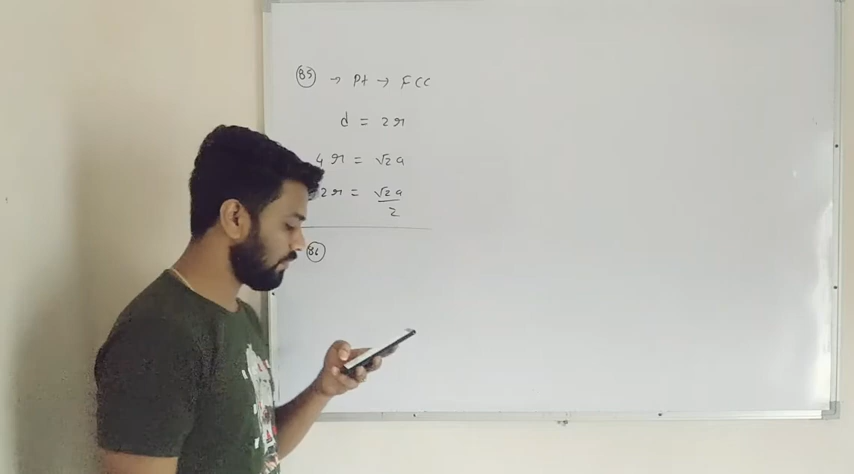 85 → Pt → FCC
d = 2r
4r = √2a
2r = √2a/2
86